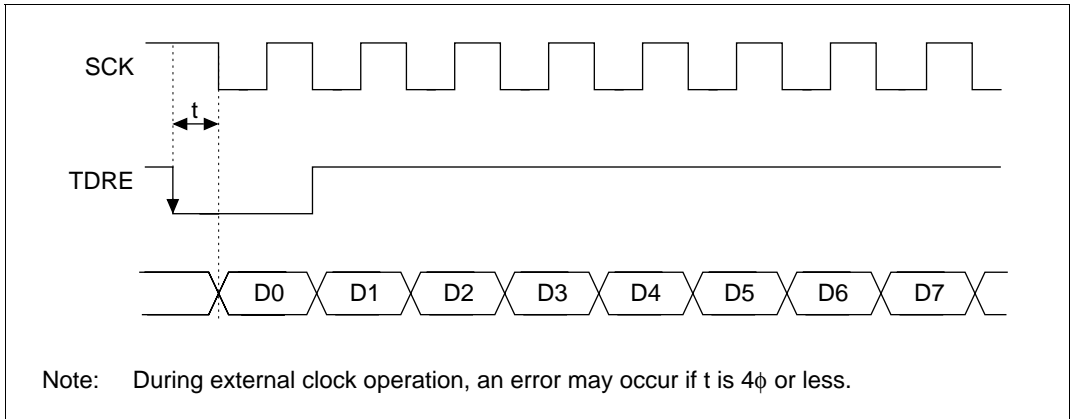 SCK
t
TDRE
D0 D1 D2 D3 D4 D5 D6 D7
Note: During external clock operation, an error may occur if t is 4ϕ or less.